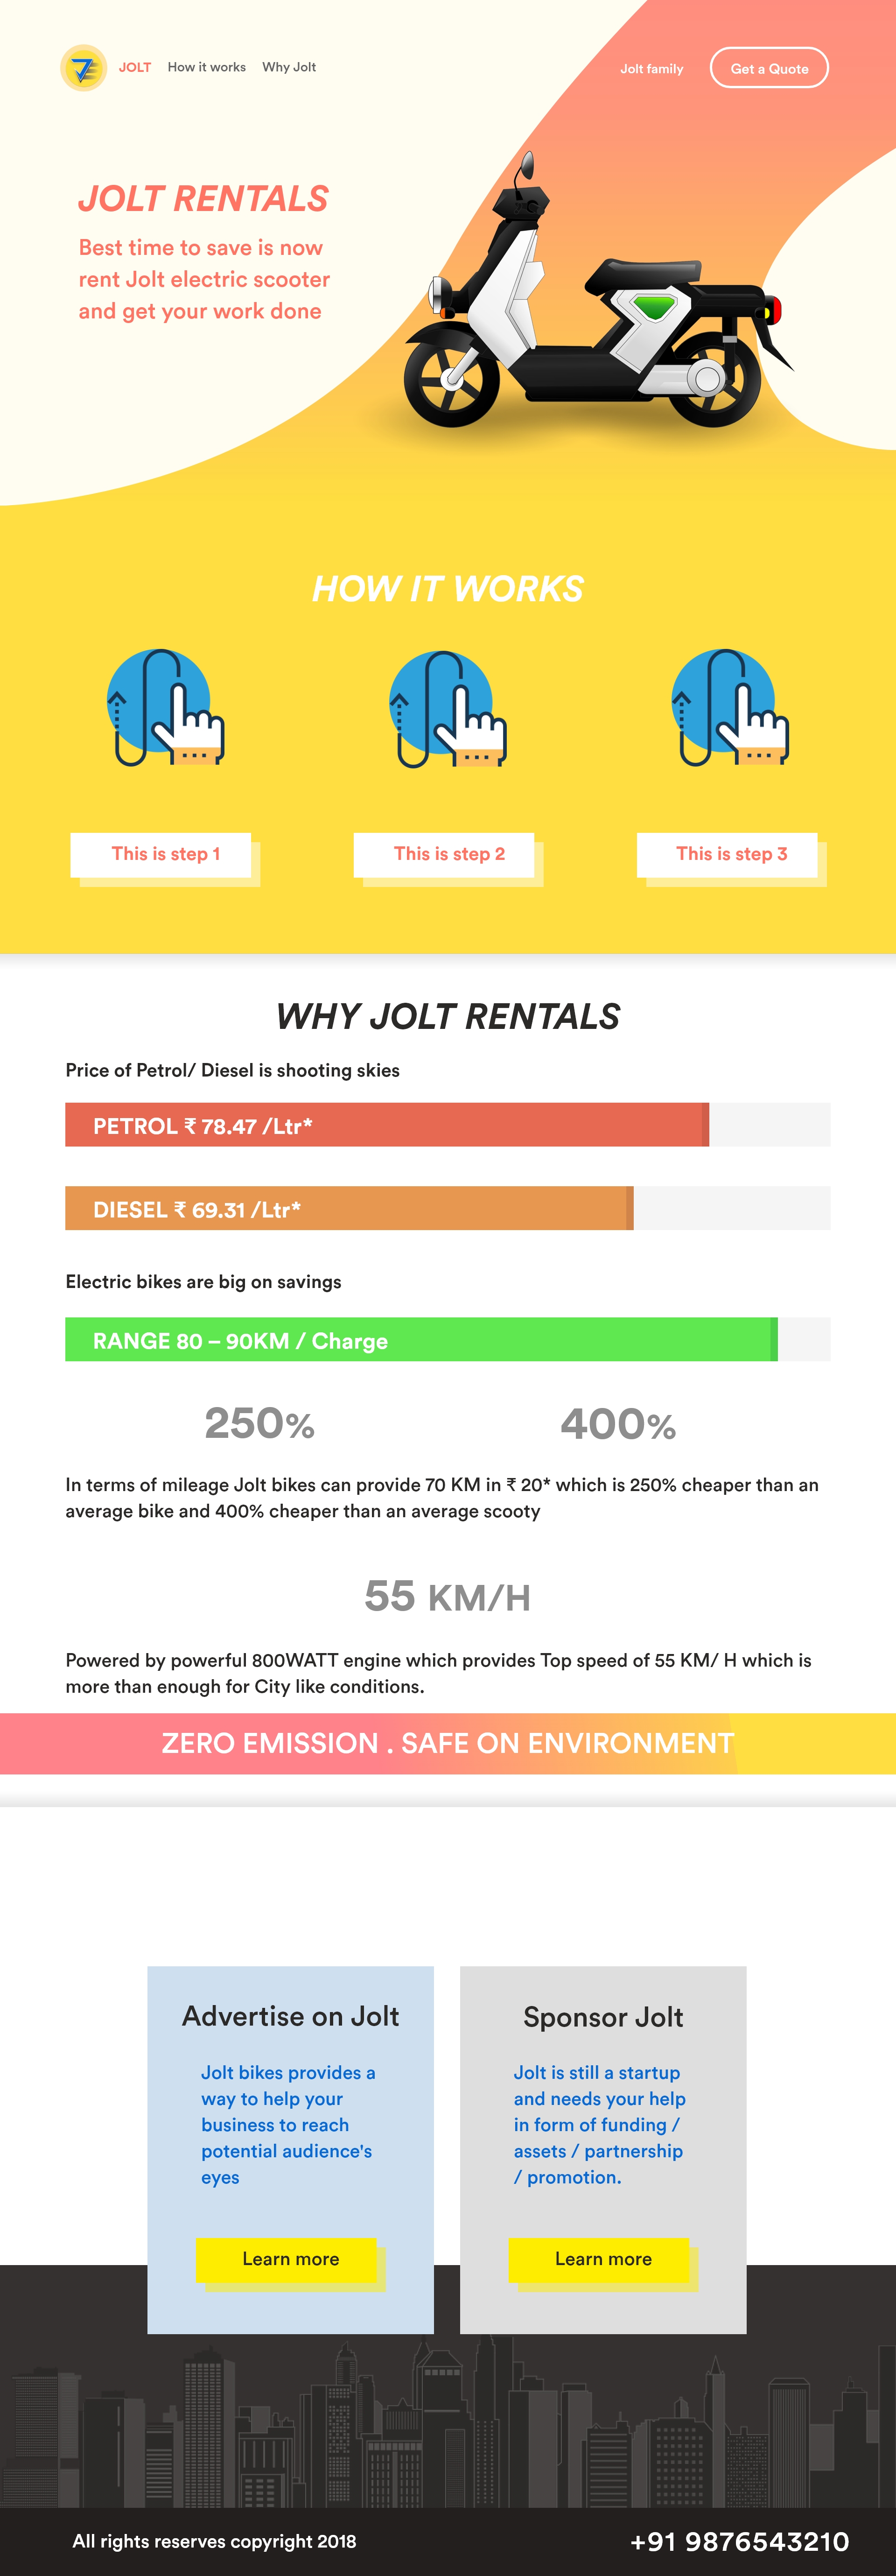 JOLT How it works Why Jolt Jolt family Get a Quote
JOLT RENTALS
Best time to save is now
rent Jolt electric scooter
and get your work done
HOW IT WORKS
This is step 1 This is step 2 This is step 3
WHY JOLT RENTALS
Price of Petrol/ Diesel is shooting skies
PETROL ₹ 78.47 /Ltr*
DIESEL ₹ 69.31 /Ltr*
Electric bikes are big on savings
RANGE 80 – 90KM / Charge
250% 400%
In terms of mileage Jolt bikes can provide 70 KM in ₹ 20* which is 250% cheaper than an
average bike and 400% cheaper than an average scooty
55 KM/H
Powered by powerful 800WATT engine which provides Top speed of 55 KM/ H which is
more than enough for City like conditions.
ZERO EMISSION . SAFE ON ENVIRONMENT
Advertise on Jolt
Jolt bikes provides a
way to help your
business to reach
potential audience's
eyes
Learn more
Sponsor Jolt
Jolt is still a startup
and needs your help
in form of funding /
assets / partnership
/ promotion.
Learn more
All rights reserves copyright 2018 +91 9876543210